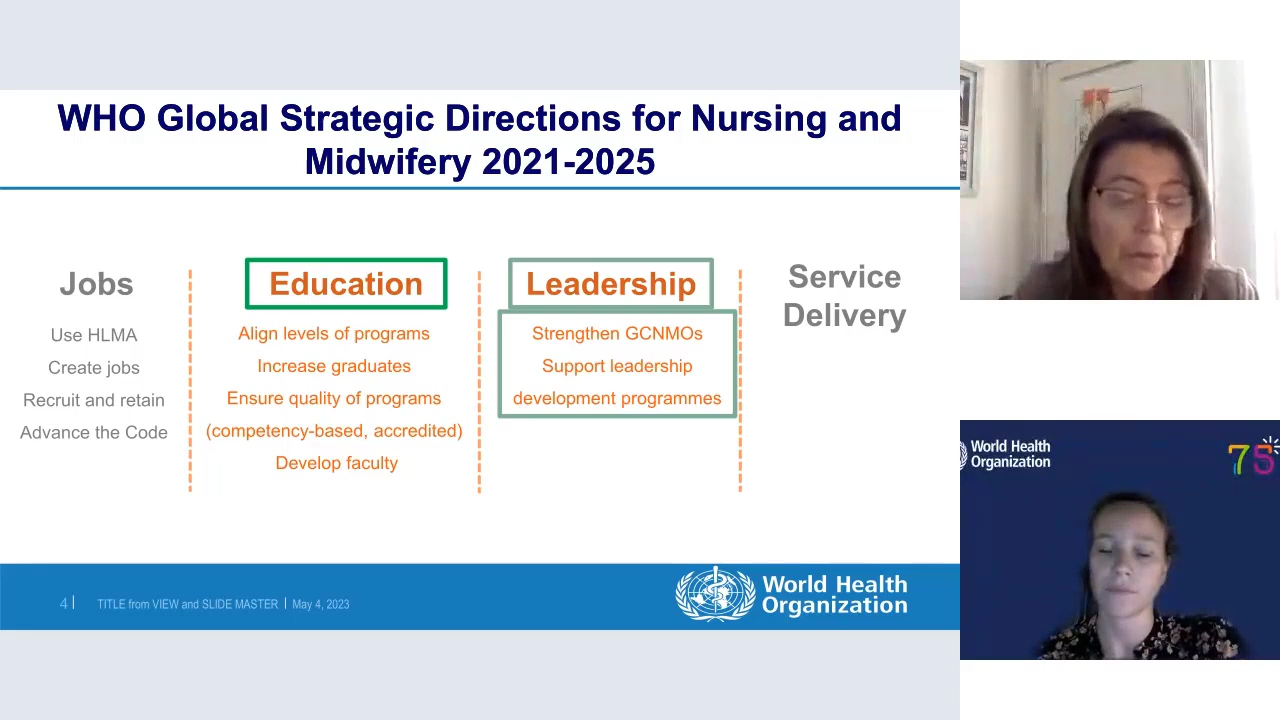 WHO Global Strategic Directions for Nursing and
Midwifery 2021-2025
Jobs
Use HLMA
Create jobs
Recruit and retain
Advance the Code
Education
Align levels of programs
Increase graduates
Ensure quality of programs
(competency-based, accredited)
Develop faculty
Leadership
Strengthen GCNMOs
Support leadership
development programmes
Service
Delivery
4 | TITLE from VIEW and SLIDE MASTER | May 4, 2023
World Health
Organization
World Health
Organization
75